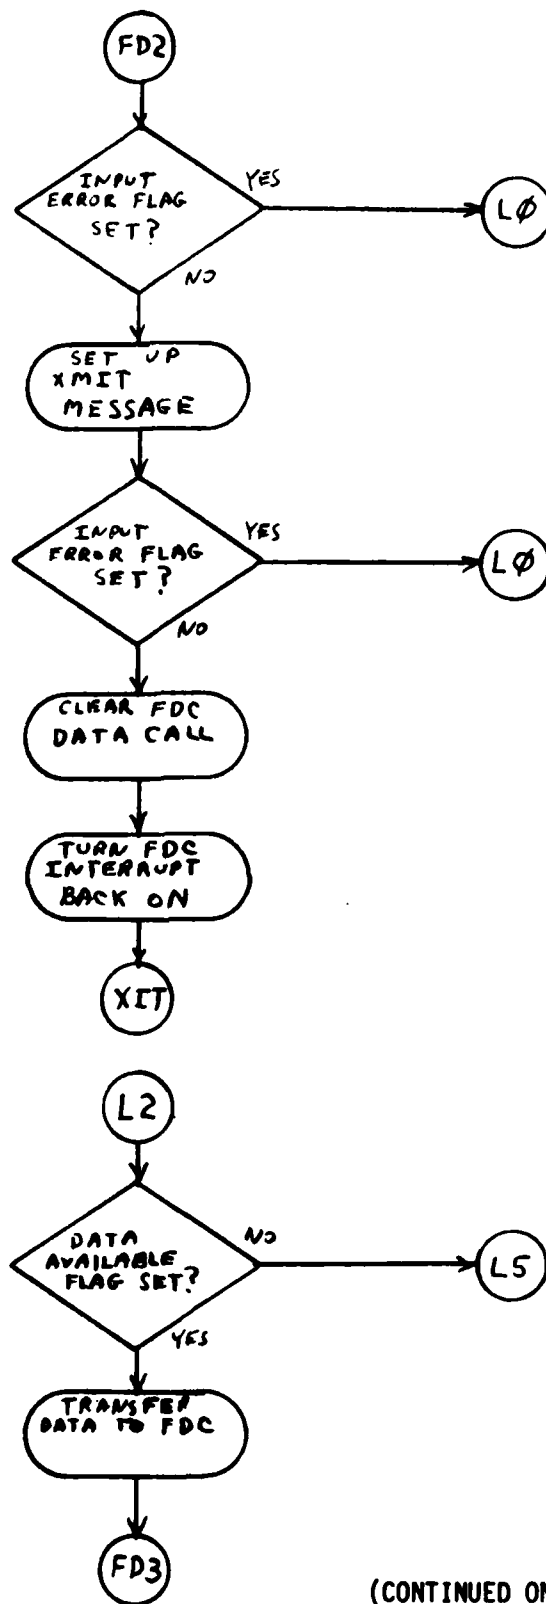 FD2
INPUT
ERROR FLAG
SET?
YES
LØ
NO
SET UP
XMIT
MESSAGE
INPUT
ERROR FLAG
SET?
YES
LØ
NO
CLEAR FDC
DATA CALL
TURN FDC
INTERRUPT
BACK ON
XIT
L2
DATA
AVAILABLE
FLAG SET?
NO
L5
YES
TRANSFER
DATA TO FDC
FD3
(CONTINUED ON